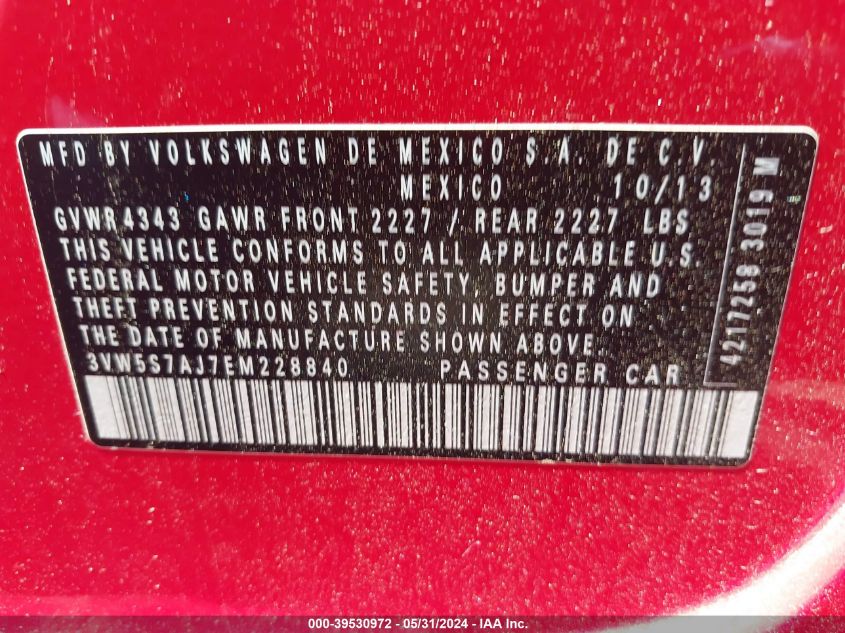 MFD BY VOLKSWAGEN DE MEXICO S.A. DE C.V.
MEXICO 10/13
GVWR 4343 GAWR FRONT 2227 / REAR 2227 LBS
THIS VEHICLE CONFORMS TO ALL APPLICABLE U.S.
FEDERAL MOTOR VEHICLE SAFETY, BUMPER AND
THEFT PREVENTION STANDARDS IN EFFECT ON
THE DATE OF MANUFACTURE SHOWN ABOVE.
3VW5S7AJ7EM228840 PASSENGER CAR
4217258 3019 M
000-39530972 - 05/31/2024 - IAA Inc.